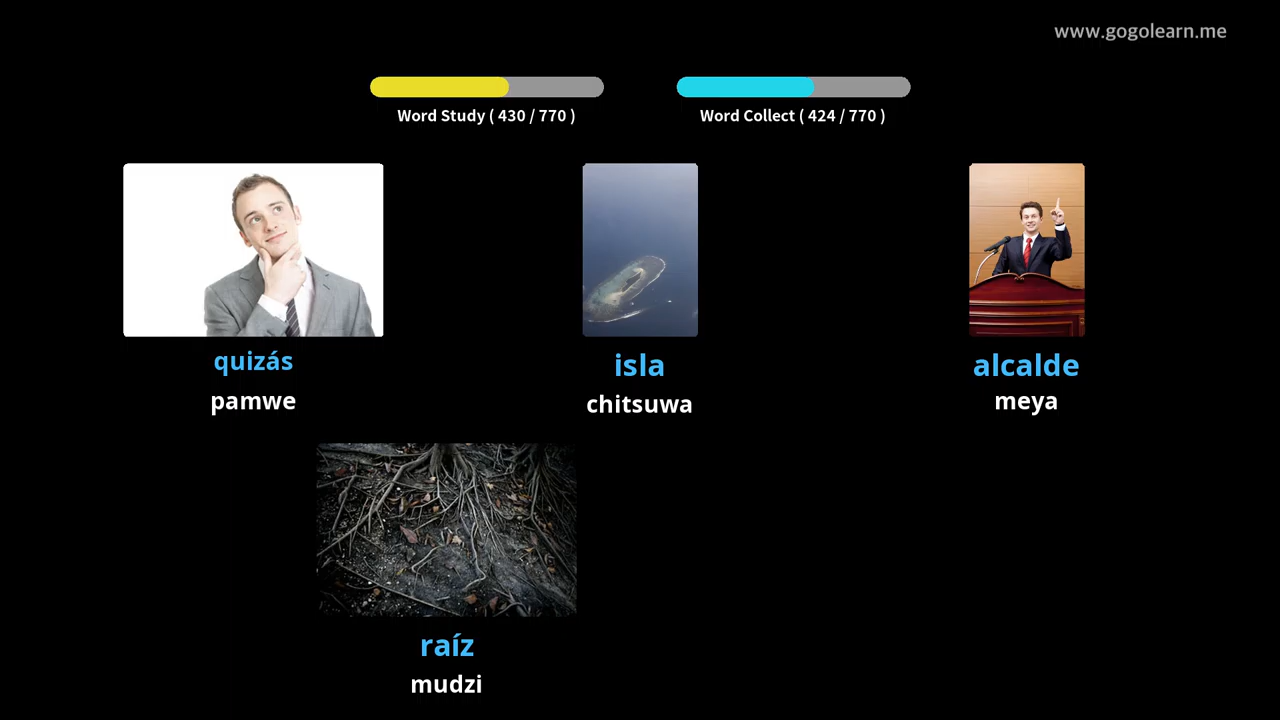 www.gogolearn.me
Word Study ( 430 / 770 )
Word Collect ( 424 / 770 )
quizás
pamwe
isla
chitsuwa
alcalde
meya
raíz
mudzi